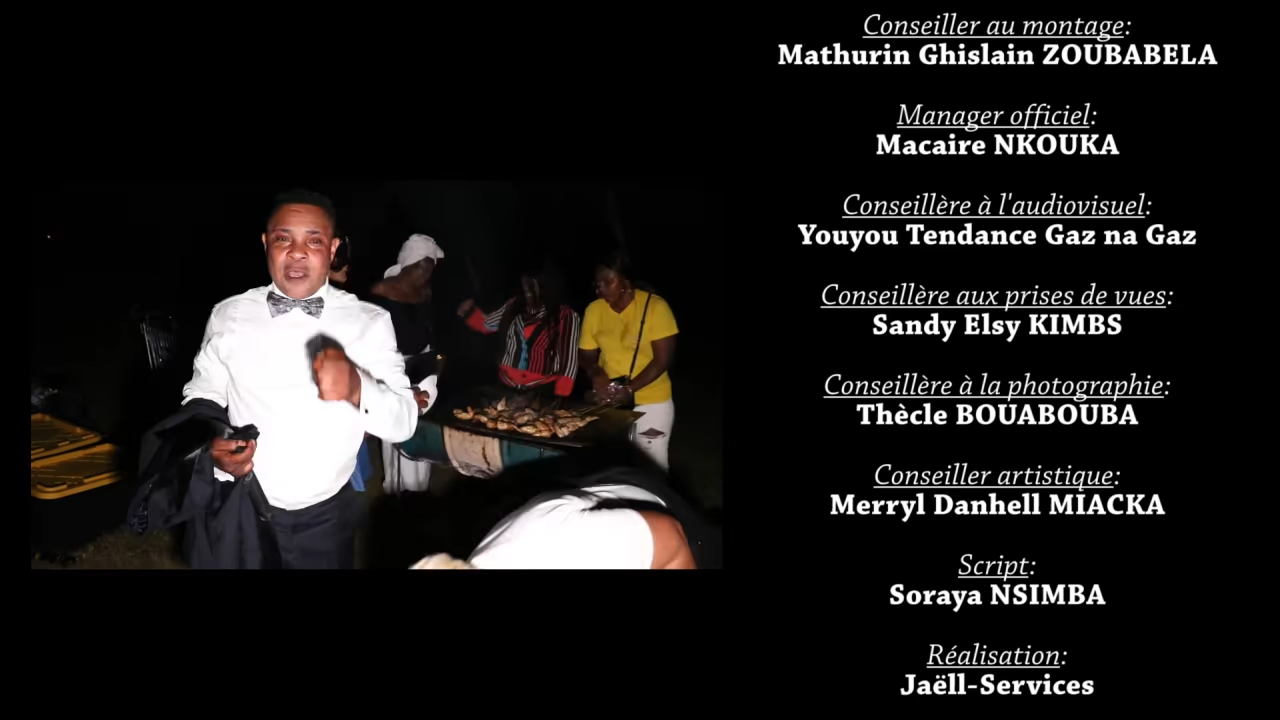 Conseiller au montage:
Mathurin Ghislain ZOUBABELA
Manager officiel:
Macaire NKOUKA
Conseillère à l'audiovisuel:
Youyou Tendance Gaz na Gaz
Conseillère aux prises de vues:
Sandy Elsy KIMBS
Conseillère à la photographie:
Thècle BOUABOUBA
Conseiller artistique:
Merryl Danhell MIACKA
Script:
Soraya NSIMBA
Réalisation:
Jaëll-Services